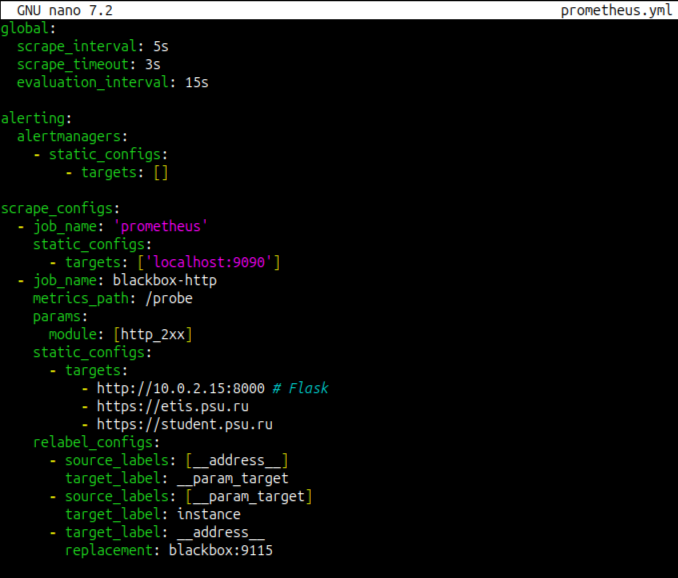 GNU nano 7.2 prometheus.yml
global:
  scrape_interval: 5s
  scrape_timeout: 3s
  evaluation_interval: 15s

alerting:
  alertmanagers:
    - static_configs:
        - targets: []

scrape_configs:
  - job_name: 'prometheus'
    static_configs:
      - targets: ['localhost:9090']
  - job_name: blackbox-http
    metrics_path: /probe
    params:
      module: [http_2xx]
    static_configs:
      - targets:
          - http://10.0.2.15:8000 # Flask
          - https://etis.psu.ru
          - https://student.psu.ru
    relabel_configs:
      - source_labels: [__address__]
        target_label: __param_target
      - source_labels: [__param_target]
        target_label: instance
      - target_label: __address__
        replacement: blackbox:9115